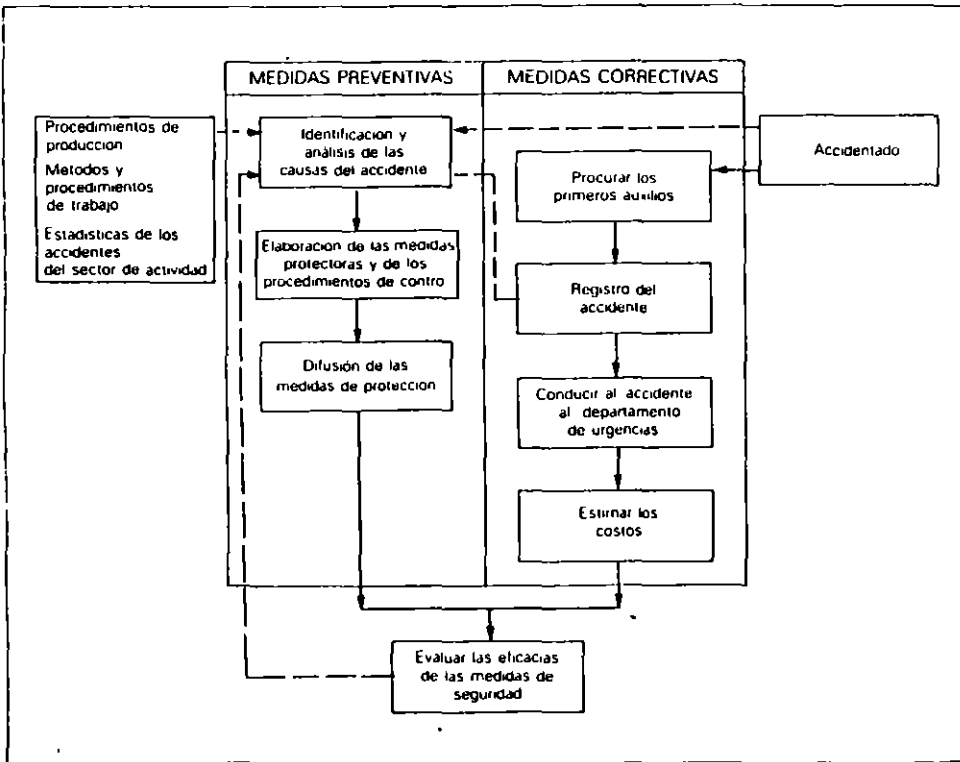 MEDIDAS PREVENTIVAS
MEDIDAS CORRECTIVAS
Procedimientos de
producción
Metodos y
procedimientos
de trabajo
Estadísticas de los
accidentes
del sector de actividad
Identificacion y
análisis de las
causas del accidente
Elaboracion de las medidas
protectoras y de los
procedimientos de contro
Difusión de las
medidas de proteccion
Accidentado
Procurar los
primeros auxilios
Registro del
accidente
Conducir al accidente
al departamento
de urgencias
Estimar los
costos
Evaluar las eficacias
de las medidas de
seguridad